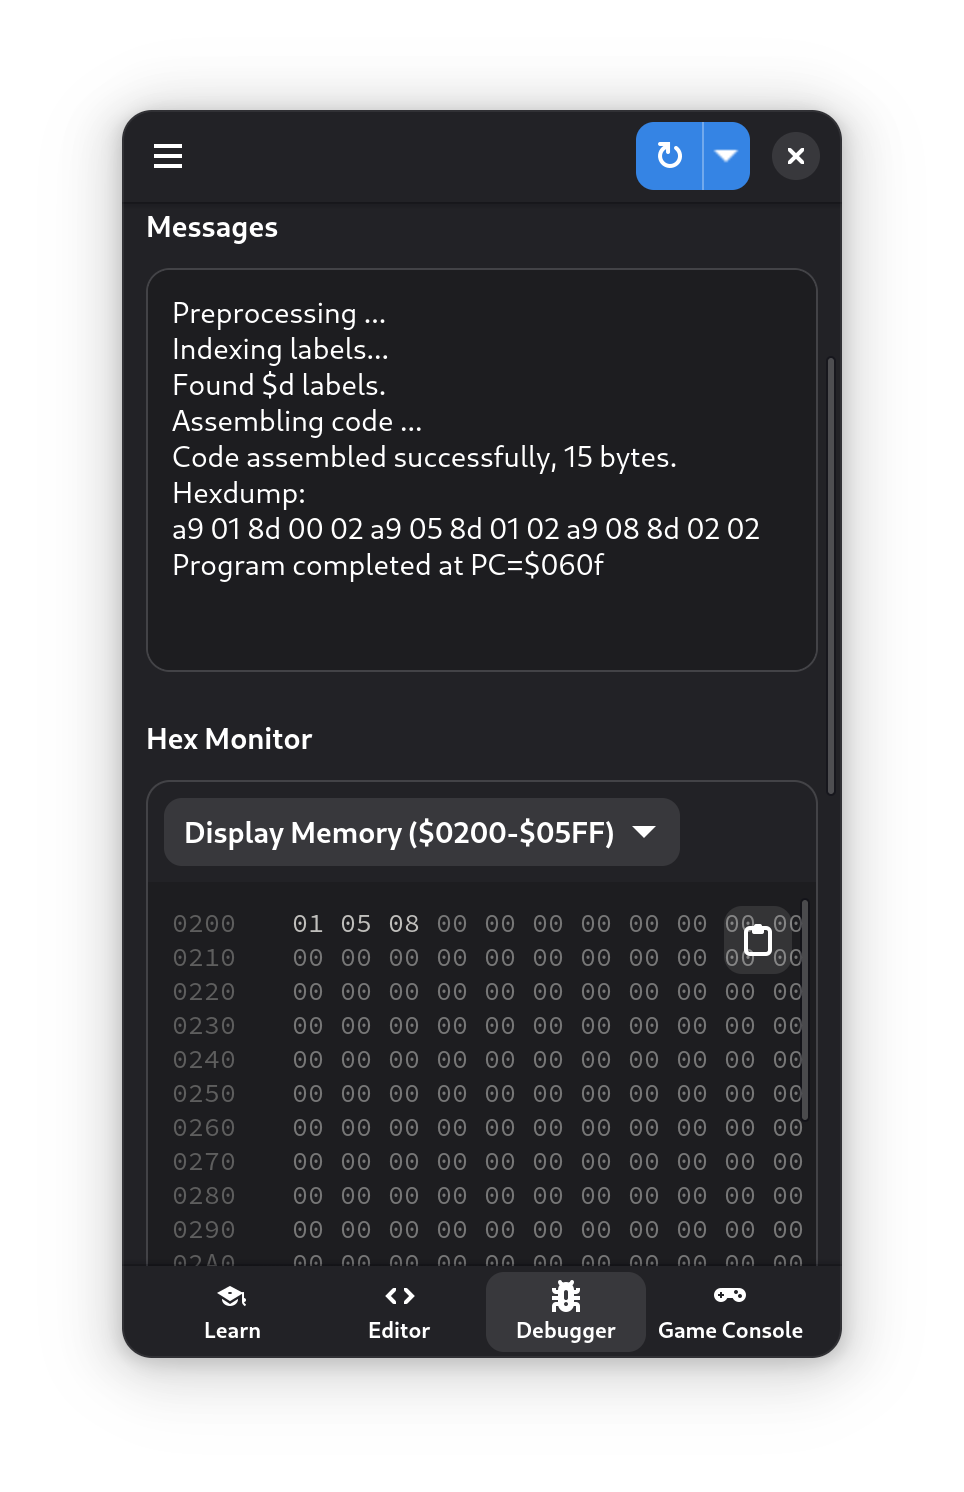 Messages
Preprocessing ...
Indexing labels...
Found $d labels.
Assembling code ...
Code assembled successfully, 15 bytes.
Hexdump:
a9 01 8d 00 02 a9 05 8d 01 02 a9 08 8d 02 02
Program completed at PC=$060f
Hex Monitor
Display Memory ($0200-$05FF)
0200 01 05 08 00 00 00 00 00 00 00 00
0210 00 00 00 00 00 00 00 00 00 00 00
0220 00 00 00 00 00 00 00 00 00 00 00
0230 00 00 00 00 00 00 00 00 00 00 00
0240 00 00 00 00 00 00 00 00 00 00 00
0250 00 00 00 00 00 00 00 00 00 00 00
0260 00 00 00 00 00 00 00 00 00 00 00
0270 00 00 00 00 00 00 00 00 00 00 00
0280 00 00 00 00 00 00 00 00 00 00 00
0290 00 00 00 00 00 00 00 00 00 00 00
02A0 00 00 00 00 00 00 00 00 00 00 00
Learn Editor Debugger Game Console